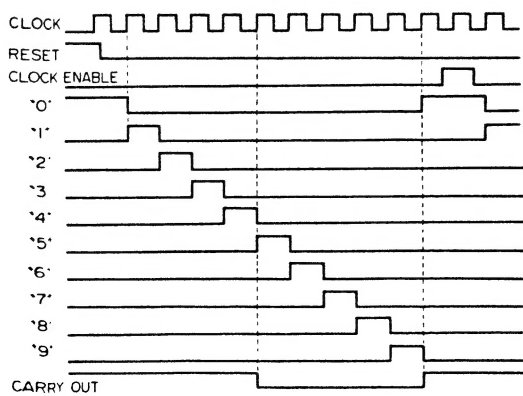 CLOCK
RESET
CLOCK ENABLE
"0"
"1"
"2"
"3
"4"
"5"
"6"
"7"
"8"
"9"
CARRY OUT